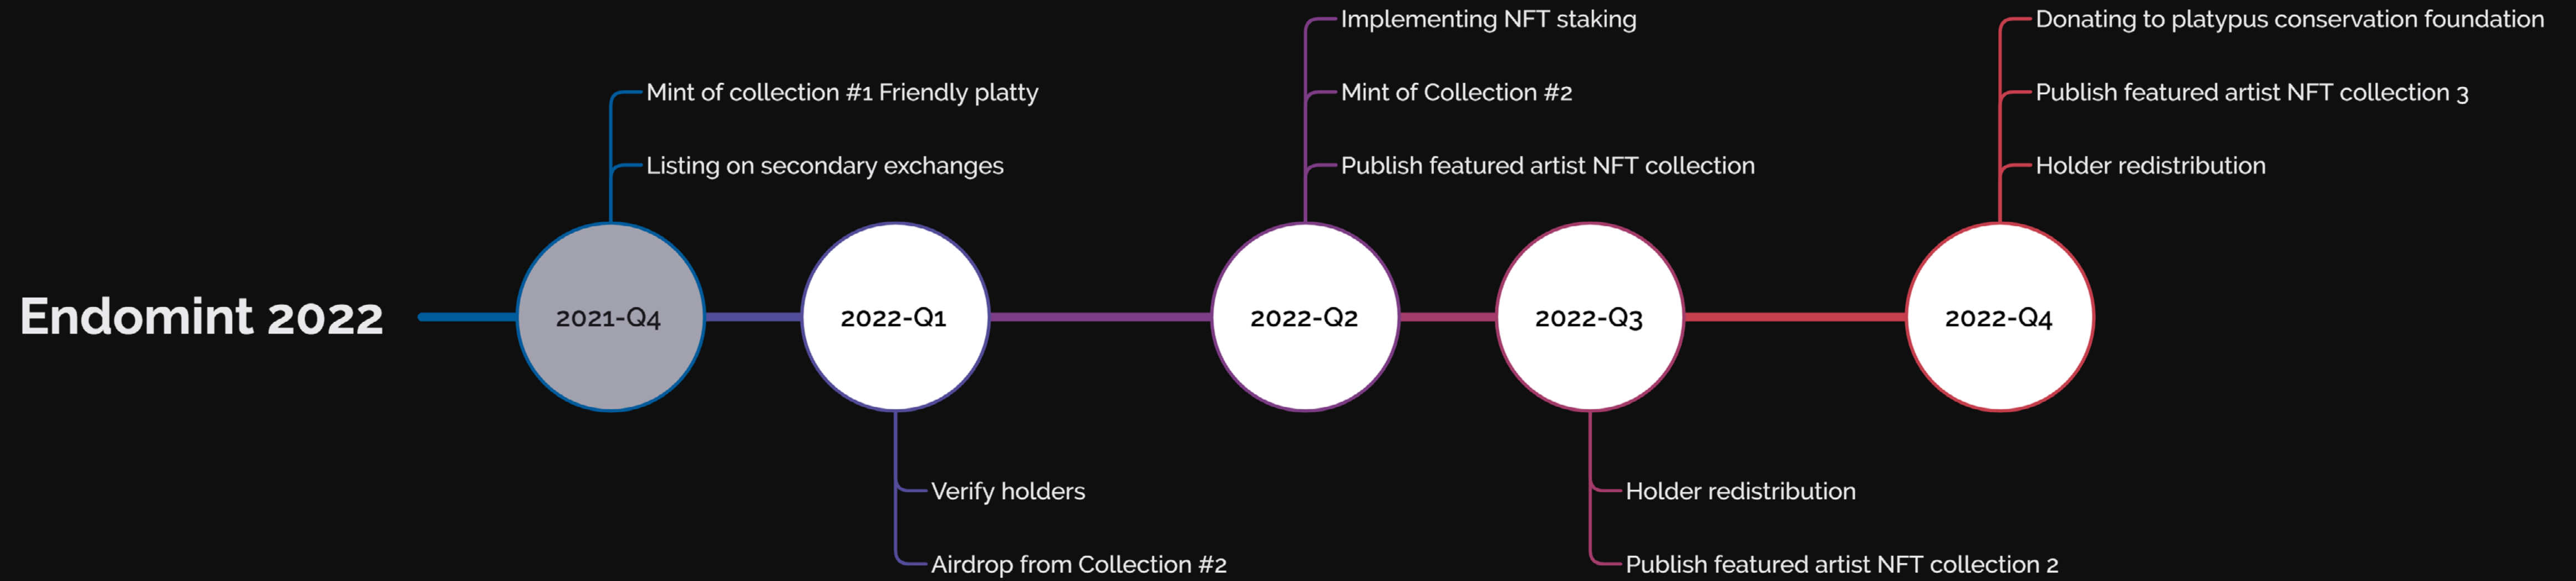 Endomint 2022
2021-Q4
Mint of collection #1 Friendly platty
Listing on secondary exchanges
2022-Q1
Verify holders
Airdrop from Collection #2
2022-Q2
Implementing NFT staking
Mint of Collection #2
Publish featured artist NFT collection
2022-Q3
Holder redistribution
Publish featured artist NFT collection 2
2022-Q4
Donating to platypus conservation foundation
Publish featured artist NFT collection 3
Holder redistribution